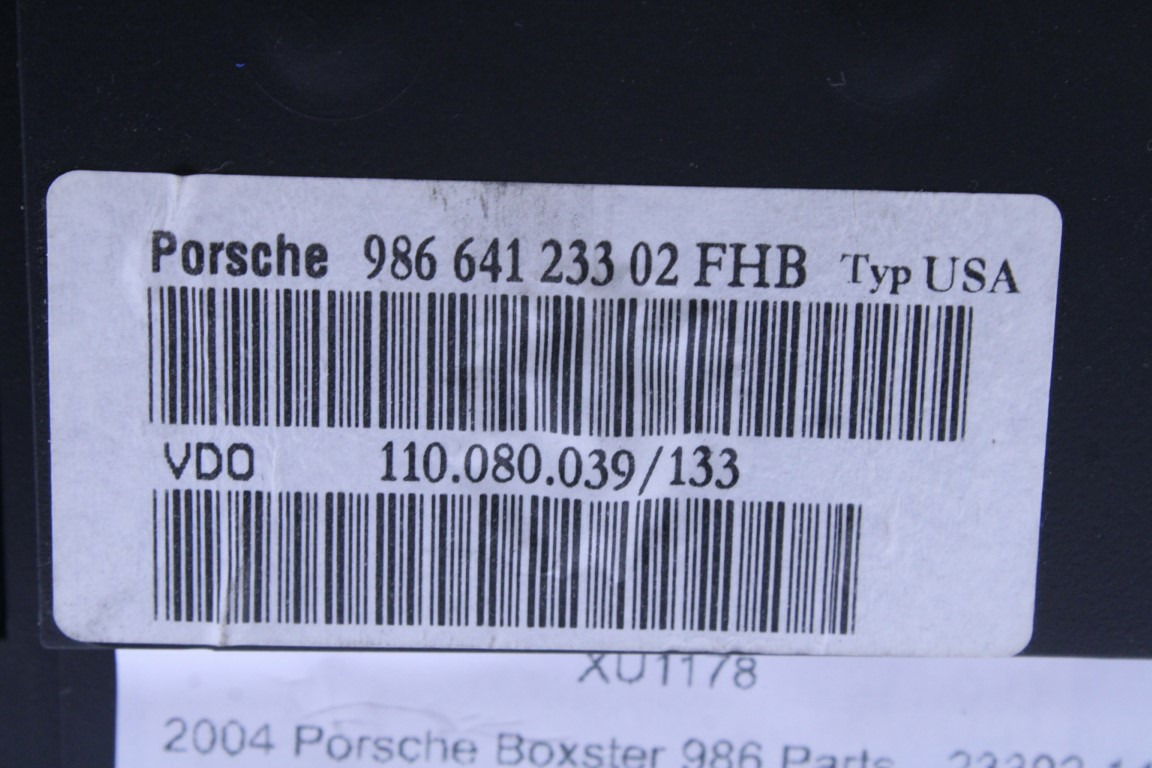 Porsche 986 641 233 02 FHB Typ USA
VDO 110.080.039/133
XU1178
2004 Porsche Boxster 986 Parts